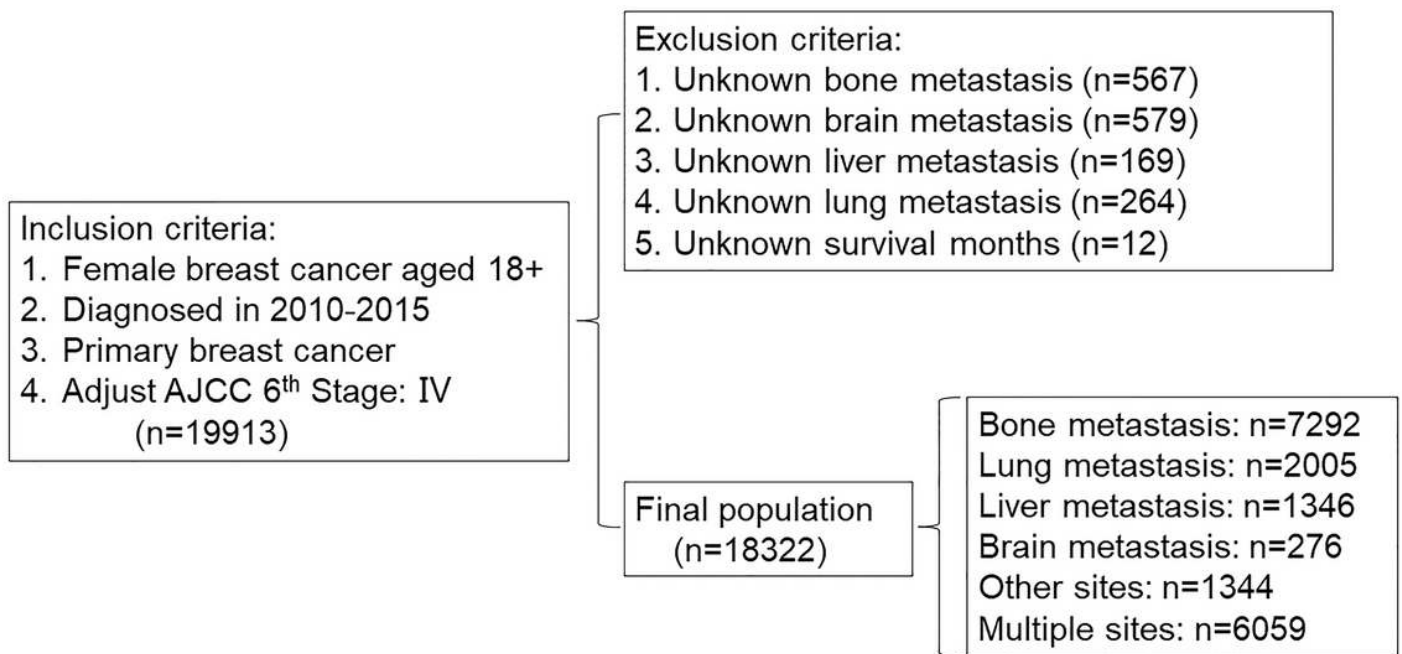 Inclusion criteria:
1. Female breast cancer aged 18+
2. Diagnosed in 2010-2015
3. Primary breast cancer
4. Adjust AJCC 6th Stage: IV
(n=19913)
Exclusion criteria:
1. Unknown bone metastasis (n=567)
2. Unknown brain metastasis (n=579)
3. Unknown liver metastasis (n=169)
4. Unknown lung metastasis (n=264)
5. Unknown survival months (n=12)
Final population
(n=18322)
Bone metastasis: n=7292
Lung metastasis: n=2005
Liver metastasis: n=1346
Brain metastasis: n=276
Other sites: n=1344
Multiple sites: n=6059